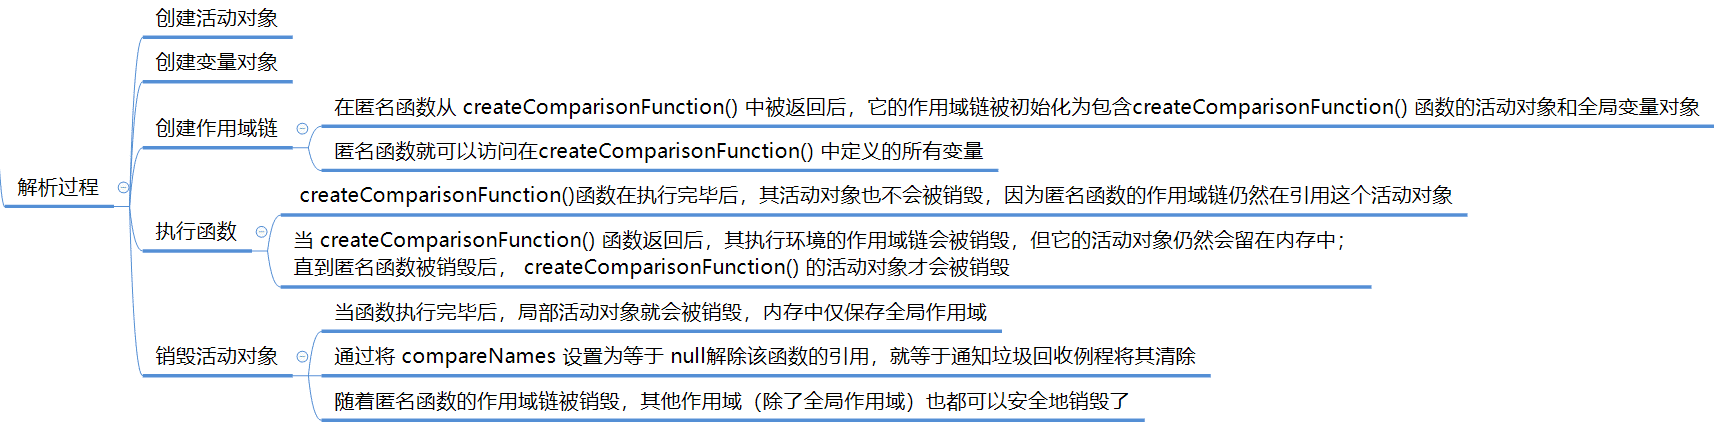 解析过程
创建活动对象
创建变量对象
创建作用域链
在匿名函数从 createComparisonFunction() 中被返回后，它的作用域链被初始化为包含createComparisonFunction() 函数的活动对象和全局变量对象
匿名函数就可以访问在createComparisonFunction() 中定义的所有变量
执行函数
createComparisonFunction()函数在执行完毕后，其活动对象也不会被销毁，因为匿名函数的作用域链仍然在引用这个活动对象
当 createComparisonFunction() 函数返回后，其执行环境的作用域链会被销毁，但它的活动对象仍然会留在内存中；
直到匿名函数被销毁后， createComparisonFunction() 的活动对象才会被销毁
销毁活动对象
当函数执行完毕后，局部活动对象就会被销毁，内存中仅保存全局作用域
通过将 compareNames 设置为等于 null解除该函数的引用，就等于通知垃圾回收例程将其清除
随着匿名函数的作用域链被销毁，其他作用域（除了全局作用域）也都可以安全地销毁了